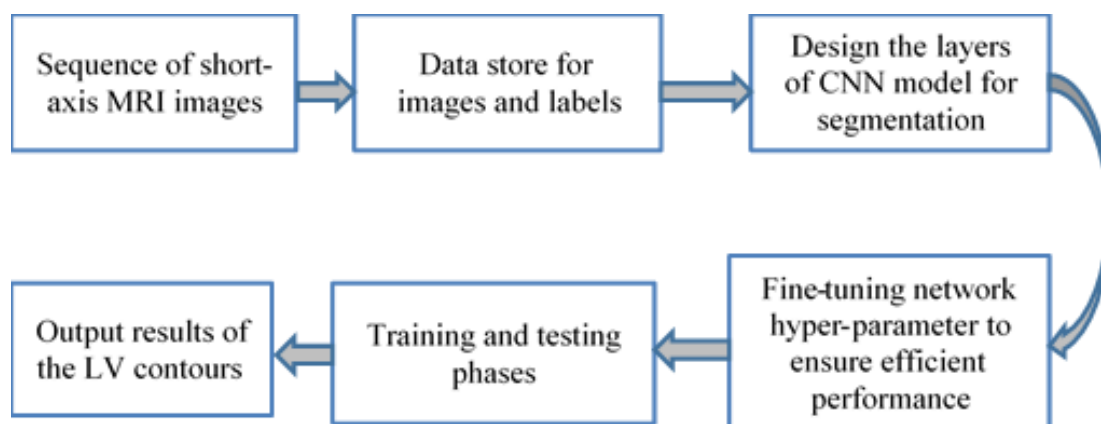 Sequence of short-
axis MRI images
Data store for
images and labels
Design the layers
of CNN model for
segmentation
Fine-tuning network
hyper-parameter to
ensure efficient
performance
Training and testing
phases
Output results of
the LV contours